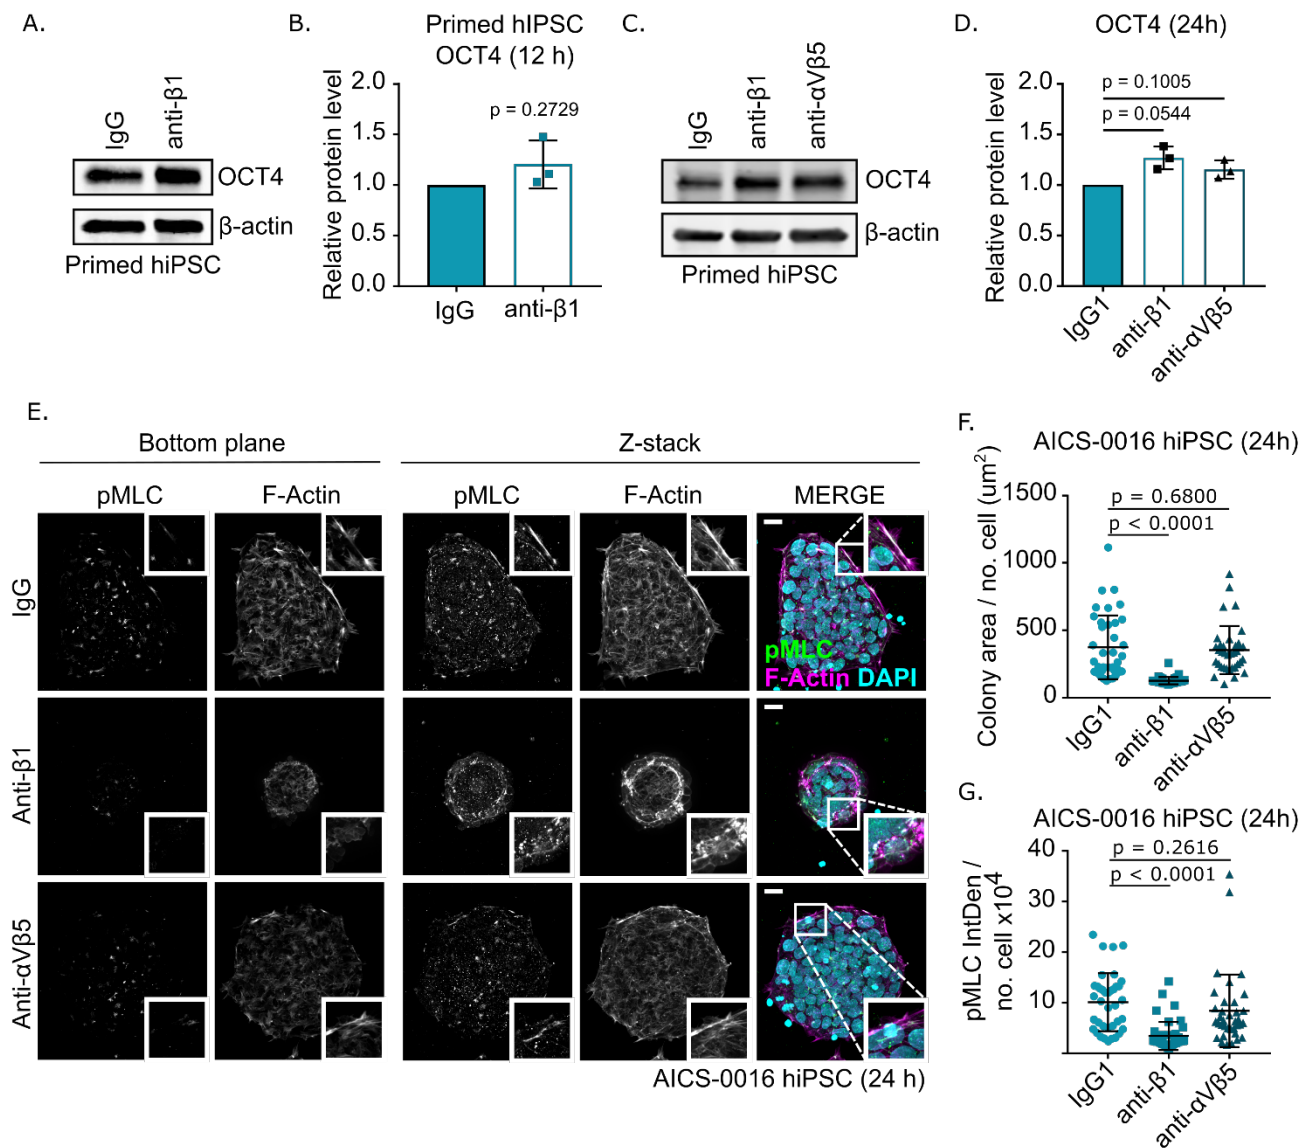 A.
IgG
anti-β1
OCT4
β-actin
Primed hiPSC
B.
Primed hIPSC
OCT4 (12 h)
Relative protein level
2.0
1.5
1.0
0.5
0.0
p = 0.2729
IgG
anti-β1
C.
IgG
anti-β1
anti-αVβ5
OCT4
β-actin
Primed hiPSC
D.
OCT4 (24h)
Relative protein level
2.0
1.5
1.0
0.5
0.0
p = 0.1005
p = 0.0544
IgG1
anti-β1
anti-αVβ5
E.
Bottom plane
Z-stack
pMLC
F-Actin
pMLC
F-Actin
MERGE
IgG
pMLC
F-Actin DAPI
Anti-β1
Anti-αVβ5
AICS-0016 hiPSC (24 h)
F.
AICS-0016 hiPSC (24h)
Colony area / no. cell (um²)
1500
1000
500
0
p = 0.6800
p < 0.0001
IgG1
anti-β1
anti-αVβ5
G.
AICS-0016 hiPSC (24h)
pMLC IntDen /
no. cell x10⁴
40
30
20
10
p = 0.2616
p < 0.0001
IgG1
anti-β1
anti-αVβ5